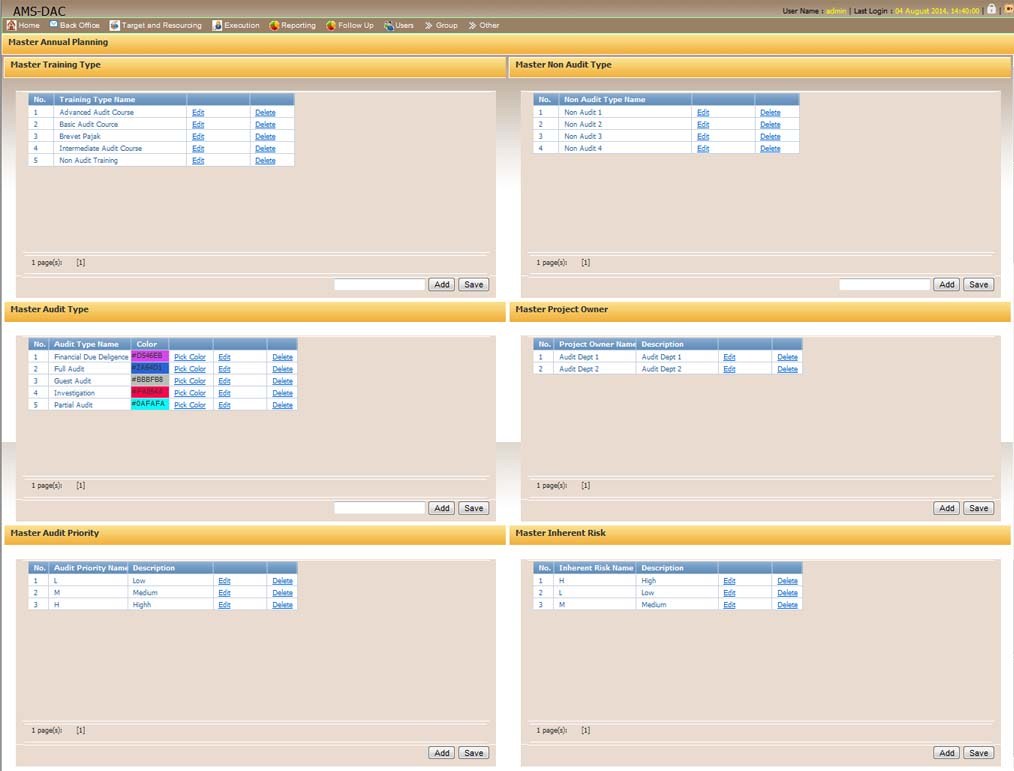 AMS-DAC
User Name : admin | Last Login : 04 August 2014, 14:40:00 |
Home Back Office Target and Resourcing Execution Reporting Follow Up Users Group Other
Master Annual Planning
Master Training Type
No. Training Type Name
1 Advanced Audit Course Edit Delete
2 Basic Audit Cource Edit Delete
3 Brevet Pajak Edit Delete
4 Intermediate Audit Course Edit Delete
5 Non Audit Training Edit Delete
1 page(s): [1]
Add Save
Master Non Audit Type
No. Non Audit Type Name
1 Non Audit 1 Edit Delete
2 Non Audit 2 Edit Delete
3 Non Audit 3 Edit Delete
4 Non Audit 4 Edit Delete
1 page(s): [1]
Add Save
Master Audit Type
No. Audit Type Name Color
1 Financial Due Deligence #D546EB Pick Color Edit Delete
2 Full Audit Pick Color Edit Delete
3 Guest Audit #BBBFB8 Pick Color Edit Delete
4 Investigation Pick Color Edit Delete
5 Partial Audit #0AFAFA Pick Color Edit Delete
1 page(s): [1]
Add Save
Master Project Owner
No. Project Owner Name Description
1 Audit Dept 1 Audit Dept 1 Edit Delete
2 Audit Dept 2 Audit Dept 2 Edit Delete
1 page(s): [1]
Add Save
Master Audit Priority
No. Audit Priority Name Description
1 L Low Edit Delete
2 M Medium Edit Delete
3 H Highh Edit Delete
1 page(s): [1]
Add Save
Master Inherent Risk
No. Inherent Risk Name Description
1 H High Edit Delete
2 L Low Edit Delete
3 M Medium Edit Delete
1 page(s): [1]
Add Save